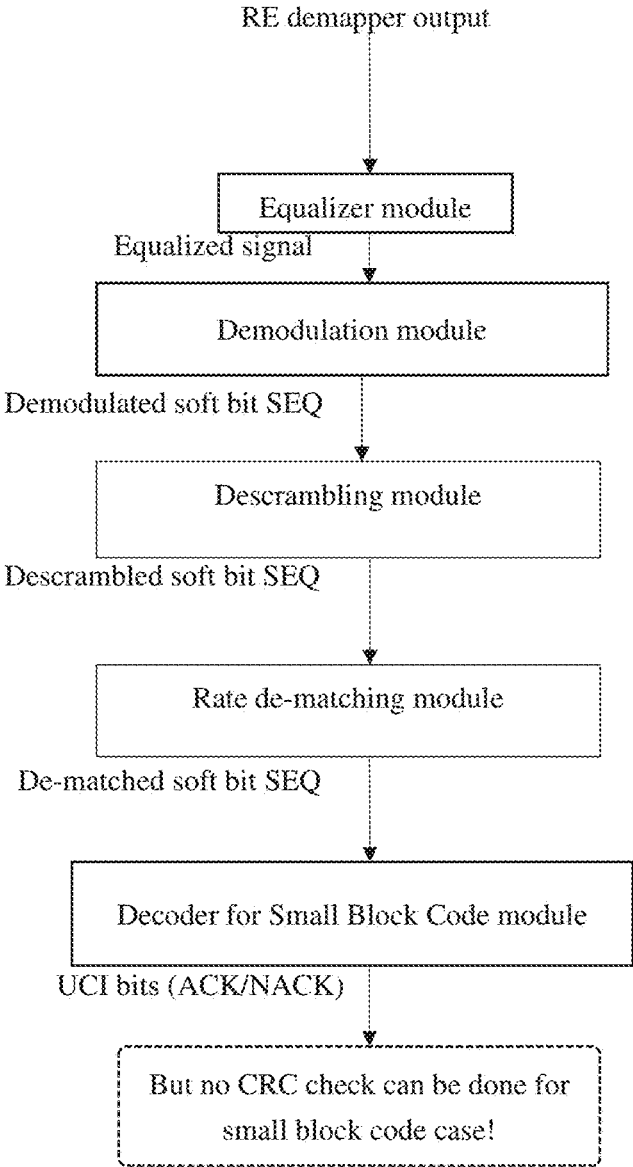 RE demapper output
Equalizer module
Equalized signal
Demodulation module
Demodulated soft bit SEQ
Descrambling module
Descrambled soft bit SEQ
Rate de-matching module
De-matched soft bit SEQ
Decoder for Small Block Code module
UCI bits (ACK/NACK)
But no CRC check can be done for
small block code case!